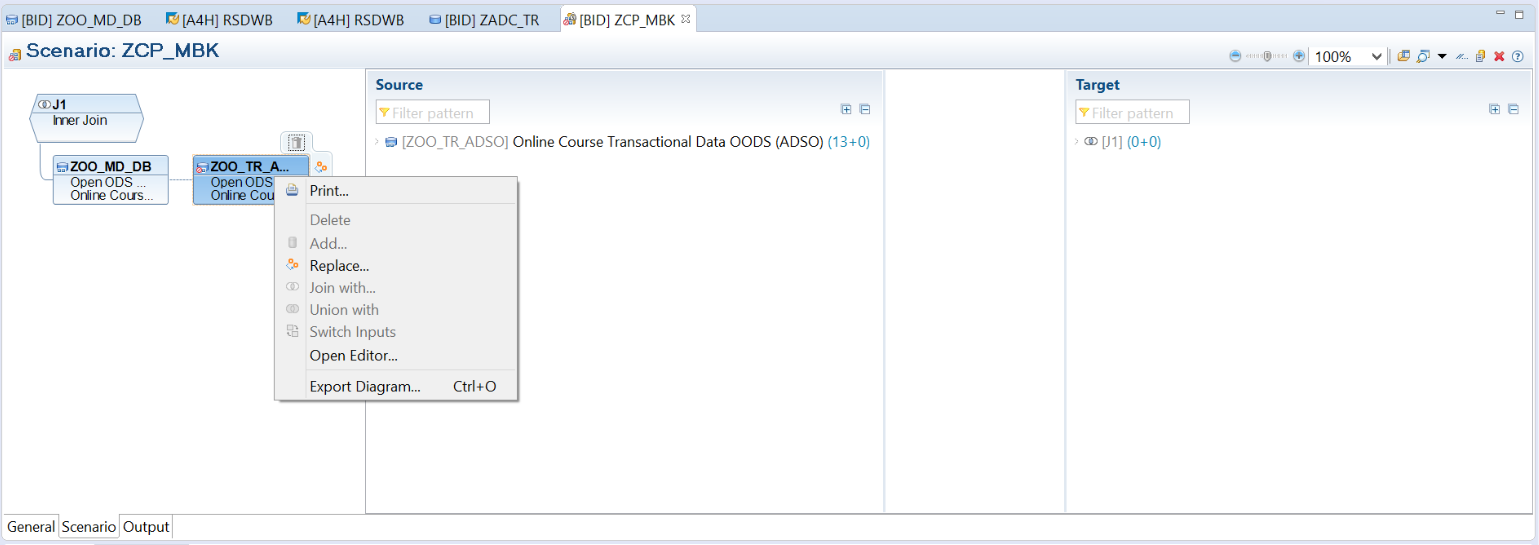 [BID] ZOO_MD_DB [A4H] RSDWB [A4H] RSDWB [BID] ZADC_TR [BID] ZCP_MBK
Scenario: ZCP_MBK
100%
J1
Inner Join
ZOO_MD_DB
Open ODS ...
Online Cours...
ZOO_TR_A...
Open ODS
Online Cou
Print...
Delete
Add...
Replace...
Join with...
Union with
Switch Inputs
Open Editor...
Export Diagram... Ctrl+O
Source
Filter pattern
[ZOO_TR_ADSO] Online Course Transactional Data OODS (ADSO) (13+0)
Target
Filter pattern
[J1] (0+0)
General Scenario Output